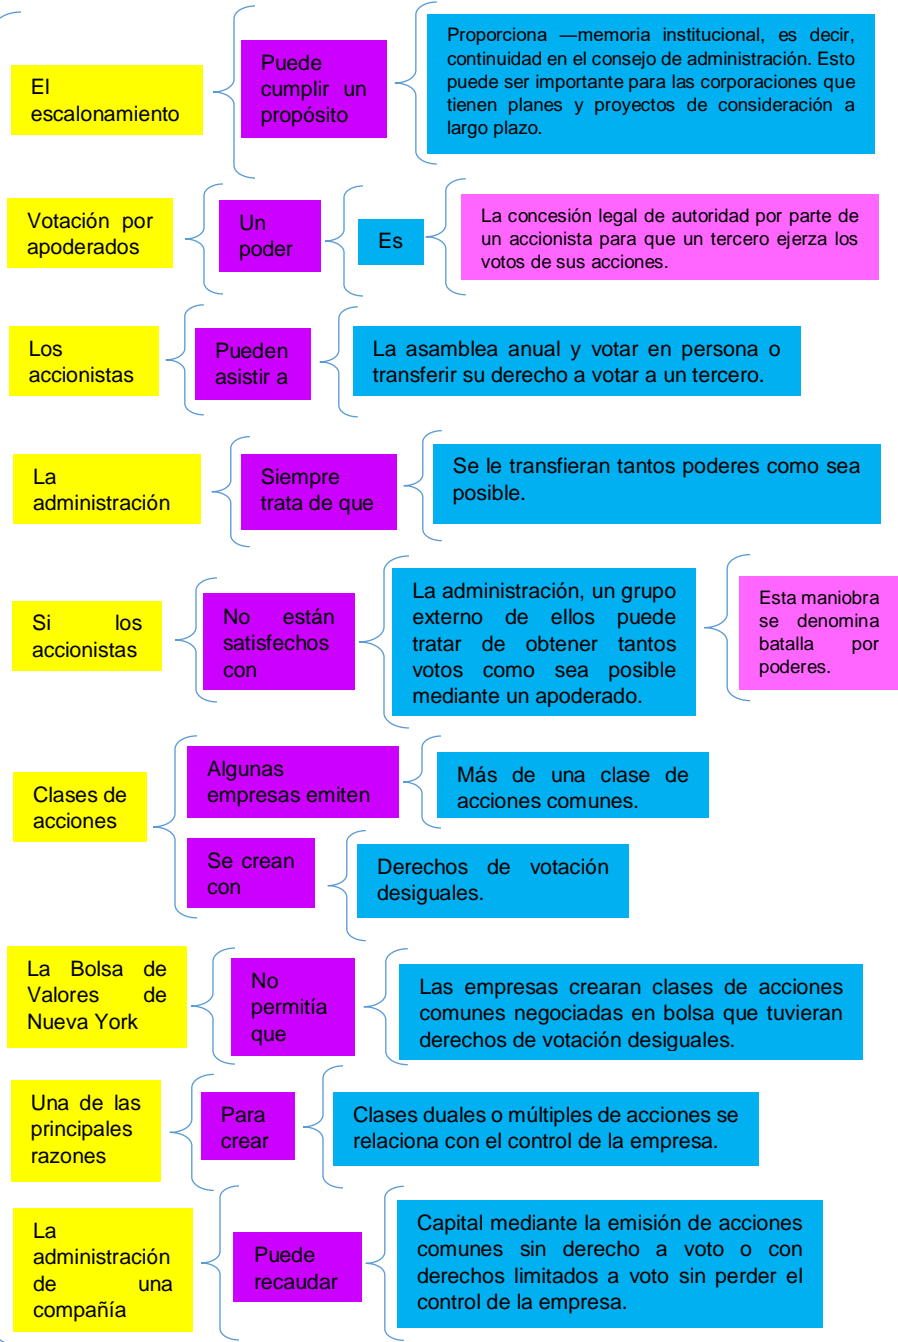 El
escalonamiento
Puede
cumplir un
propósito
Proporciona —memoria institucional, es decir,
continuidad en el consejo de administración. Esto
puede ser importante para las corporaciones que
tienen planes y proyectos de consideración a
largo plazo.
Votación por
apoderados
Un
poder
Es
La concesión legal de autoridad por parte de
un accionista para que un tercero ejerza los
votos de sus acciones.
Los
accionistas
Pueden
asistir a
La asamblea anual y votar en persona o
transferir su derecho a votar a un tercero.
La
administración
Siempre
trata de que
Se le transfieran tantos poderes como sea
posible.
Si los
accionistas
No están
satisfechos
con
La administración, un grupo
externo de ellos puede
tratar de obtener tantos
votos como sea posible
mediante un apoderado.
Esta maniobra
se denomina
batalla por
poderes.
Clases de
acciones
Algunas
empresas emiten
Más de una clase de
acciones comunes.
Se crean
con
Derechos de votación
desiguales.
La Bolsa de
Valores de
Nueva York
No
permitía
que
Las empresas crearan clases de acciones
comunes negociadas en bolsa que tuvieran
derechos de votación desiguales.
Una de las
principales
razones
Para
crear
Clases duales o múltiples de acciones se
relaciona con el control de la empresa.
La
administración
de una
compañía
Puede
recaudar
Capital mediante la emisión de acciones
comunes sin derecho a voto o con
derechos limitados a voto sin perder el
control de la empresa.